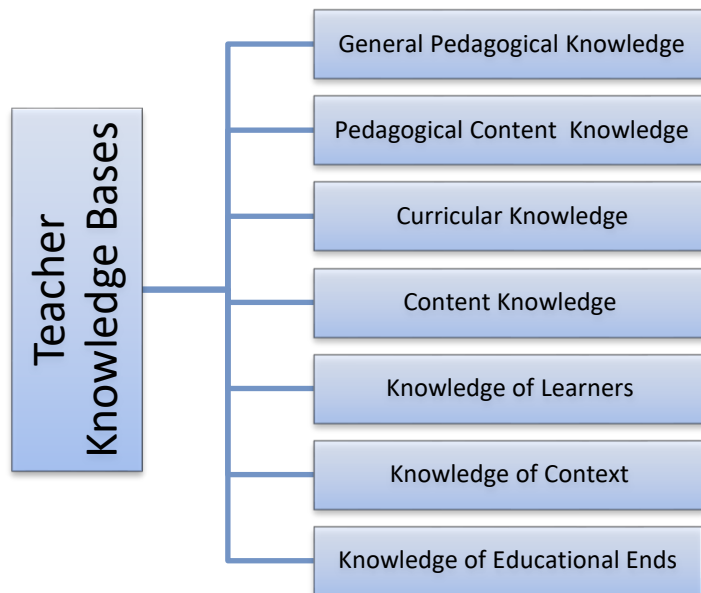 Teacher
Knowledge Bases
General Pedagogical Knowledge
Pedagogical Content Knowledge
Curricular Knowledge
Content Knowledge
Knowledge of Learners
Knowledge of Context
Knowledge of Educational Ends